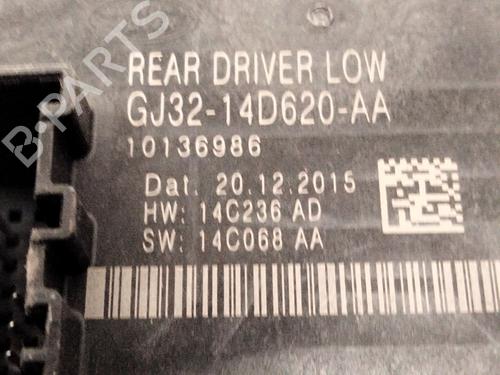 B-PARTS
REAR DRIVER LOW
GJ32-14D620-AA
10136986
Dat. 20.12.2015
HW: 14C236 AD
SW: 14C068 AA